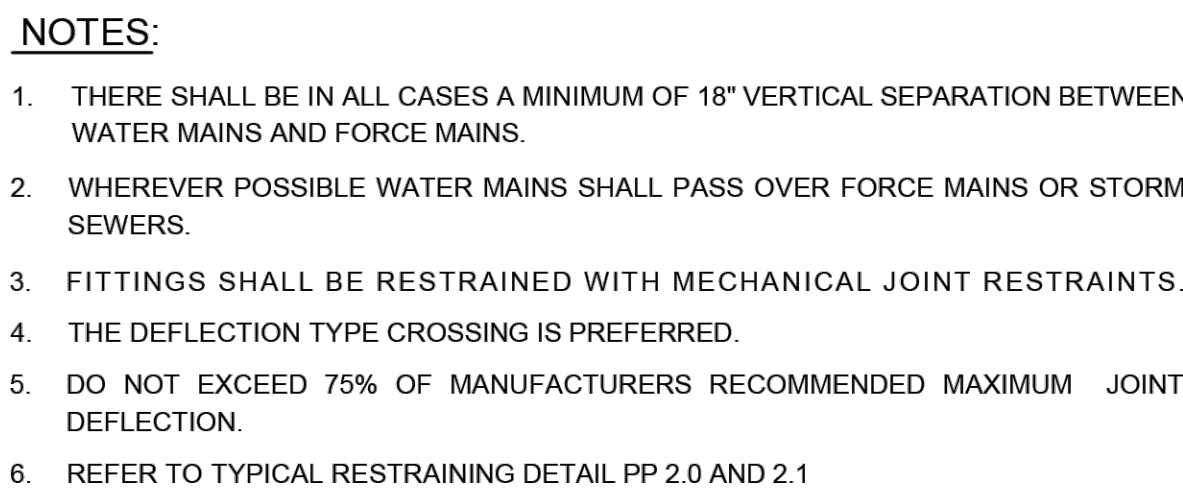 NOTES:
1. THERE SHALL BE IN ALL CASES A MINIMUM OF 18" VERTICAL SEPARATION BETWEEN
WATER MAINS AND FORCE MAINS.
2. WHEREVER POSSIBLE WATER MAINS SHALL PASS OVER FORCE MAINS OR STORM
SEWERS.
3. FITTINGS SHALL BE RESTRAINED WITH MECHANICAL JOINT RESTRAINTS.
4. THE DEFLECTION TYPE CROSSING IS PREFERRED.
5. DO NOT EXCEED 75% OF MANUFACTURERS RECOMMENDED MAXIMUM JOINT
DEFLECTION.
6. REFER TO TYPICAL RESTRAINING DETAIL PP 2.0 AND 2.1